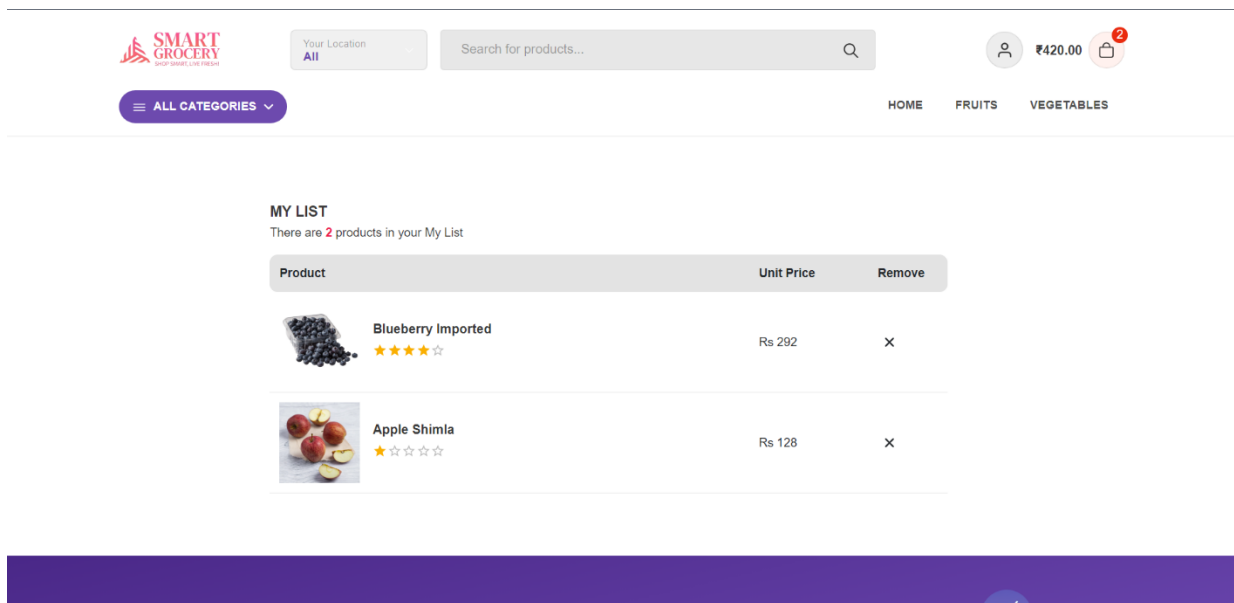 SMART
GROCERY
SHOP SMART, LIVE FRESH!
Your Location
All
Search for products...
₹420.00
2
ALL CATEGORIES
HOME FRUITS VEGETABLES
MY LIST
There are 2 products in your My List
Product Unit Price Remove
Blueberry Imported
Rs 292
Apple Shimla
Rs 128